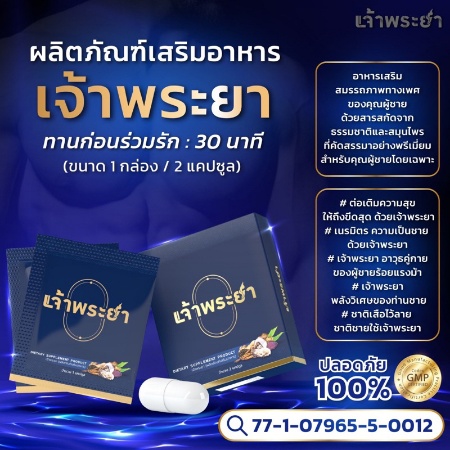 เจ้าพระยา
ผลิตภัณฑ์เสริมอาหาร
เจ้าพระยา
ทานก่อนร่วมรัก : 30 นาที
(ขนาด 1 กล่อง / 2 แคปซูล)
อาหารเสริม
สมรรถภาพทางเพศ
ของคุณผู้ชาย
ด้วยสารสกัดจาก
ธรรมชาติและสมุนไพร
ที่คัดสรรมาอย่างพรีเมี่ยม
สำหรับคุณผู้ชายโดยเฉพาะ
# ต่อเติมความสุข
ให้ถึงขีดสุด ด้วยเจ้าพระยา
# เนรมิตร ความเป็นชาย
ด้วยเจ้าพระยา
# เจ้าพระยา อาวุธคู่กาย
ของผู้ชายร้อยแรงม้า
# เจ้าพระยา
พลังวิเศษของท่านชาย
# ชาติเสือไว้ลาย
ชาติชายใช้เจ้าพระยา
เจ้าพระยา
DIETARY SUPPLEMENT PRODUCT
เจ้าพระยา
DIETARY SUPPLEMENT PRODUCT
ปลอดภัย
100%
GMP
77-1-07965-5-0012